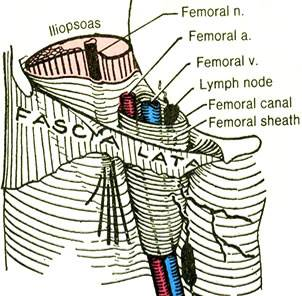 Iliopsoas
Femoral n.
Femoral a.
Femoral v.
Lymph node
Femoral canal
Femoral sheath
FASCIA LATA